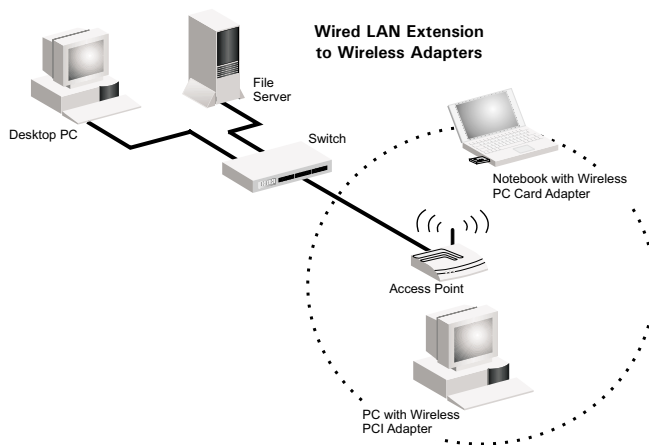 Wired LAN Extension
to Wireless Adapters
File
Server
Desktop PC
Switch
Notebook with Wireless
PC Card Adapter
Access Point
PC with Wireless
PCI Adapter